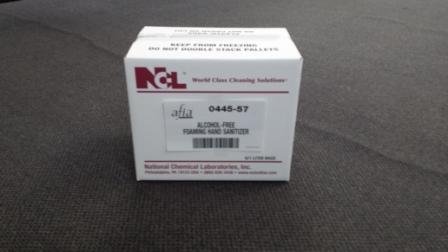 KEEP FROM FREEZING
DO NOT DOUBLE STACK PALLETS
NCL World Class Cleaning Solutions
afia 0445-57
ALCOHOL-FREE
FOAMING HAND SANITIZER
National Chemical Laboratories, Inc.